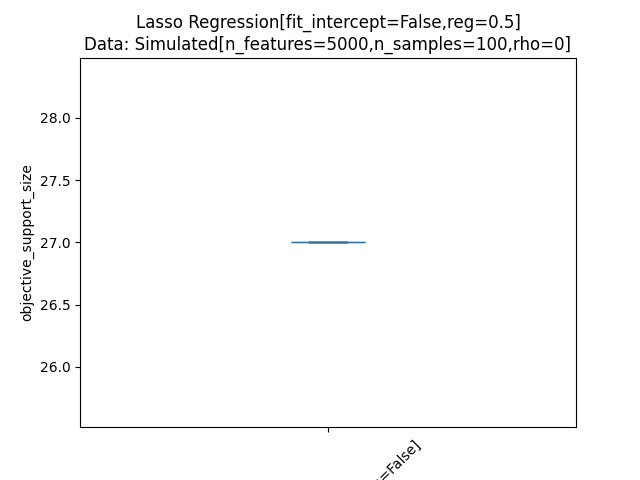 Lasso Regression[fit_intercept=False,reg=0.5]
Data: Simulated[n_features=5000,n_samples=100,rho=0]
28.0
27.5
27.0
26.5
26.0
objective_support_size
=False]